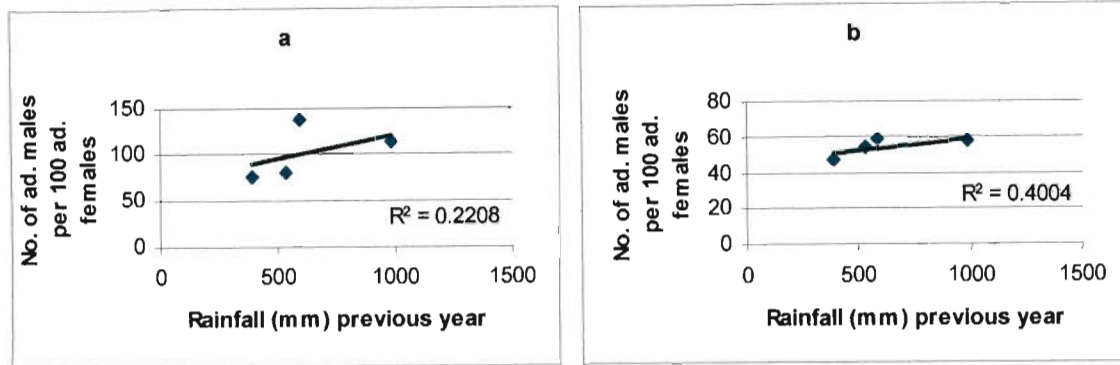 a
No. of ad. males
per 100 ad.
females
150
100
50
0
R² = 0.2208
0
500
1000
1500
Rainfall (mm) previous year
b
No. of ad. males
per 100 ad.
females
80
60
40
20
0
R² = 0.4004
0
500
1000
1500
Rainfall (mm) previous year